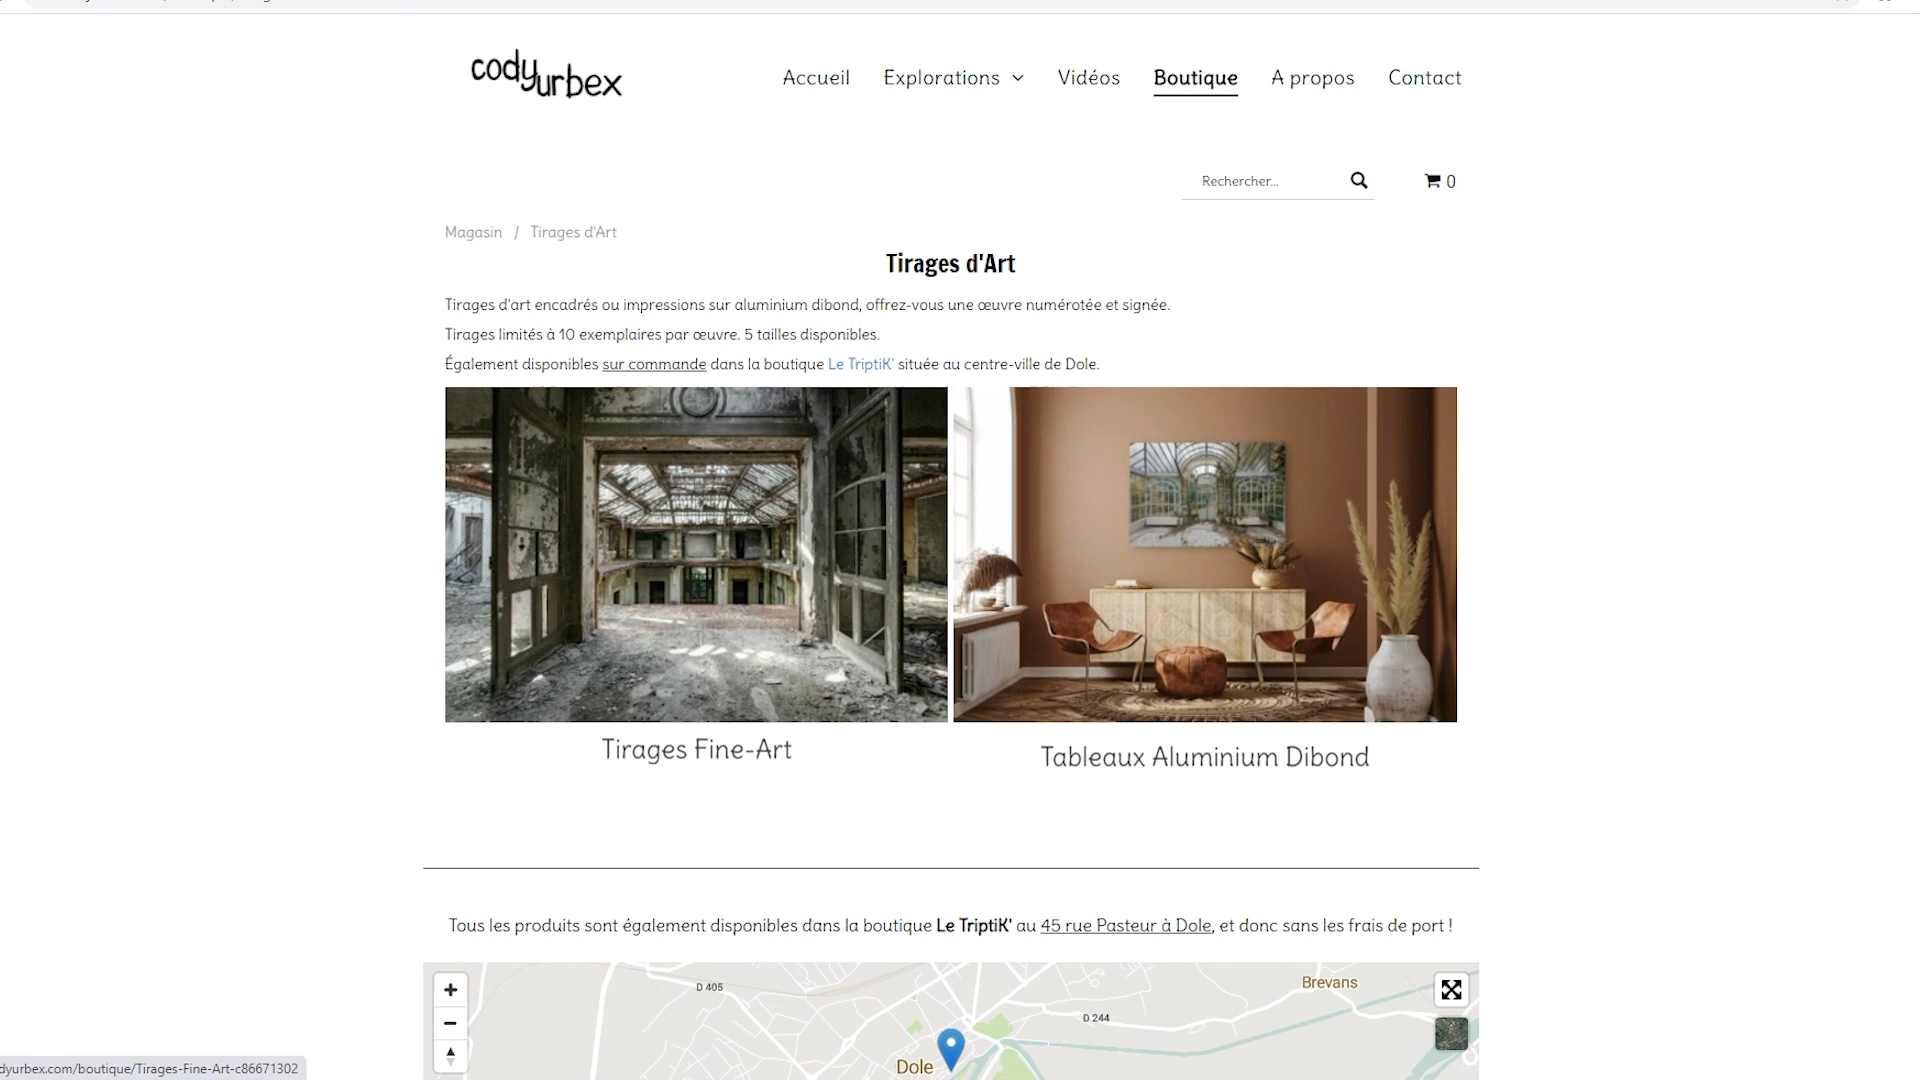 cody
urbex
Accueil Explorations Vidéos Boutique A propos Contact
Rechercher...
0
Magasin / Tirages d'Art
Tirages d'Art
Tirages d'art encadrés ou impressions sur aluminium dibond, offrez-vous une œuvre numérotée et signée.
Tirages limités à 10 exemplaires par œuvre. 5 tailles disponibles.
Également disponibles sur commande dans la boutique Le TriptiK' située au centre-ville de Dole.
Tirages Fine-Art
Tableaux Aluminium Dibond
Tous les produits sont également disponibles dans la boutique Le TriptiK' au 45 rue Pasteur à Dole, et donc sans les frais de port !
Brevans
D 405
D 244
Dole
dyurbex.com/boutique/Tirages-Fine-Art-c86671302